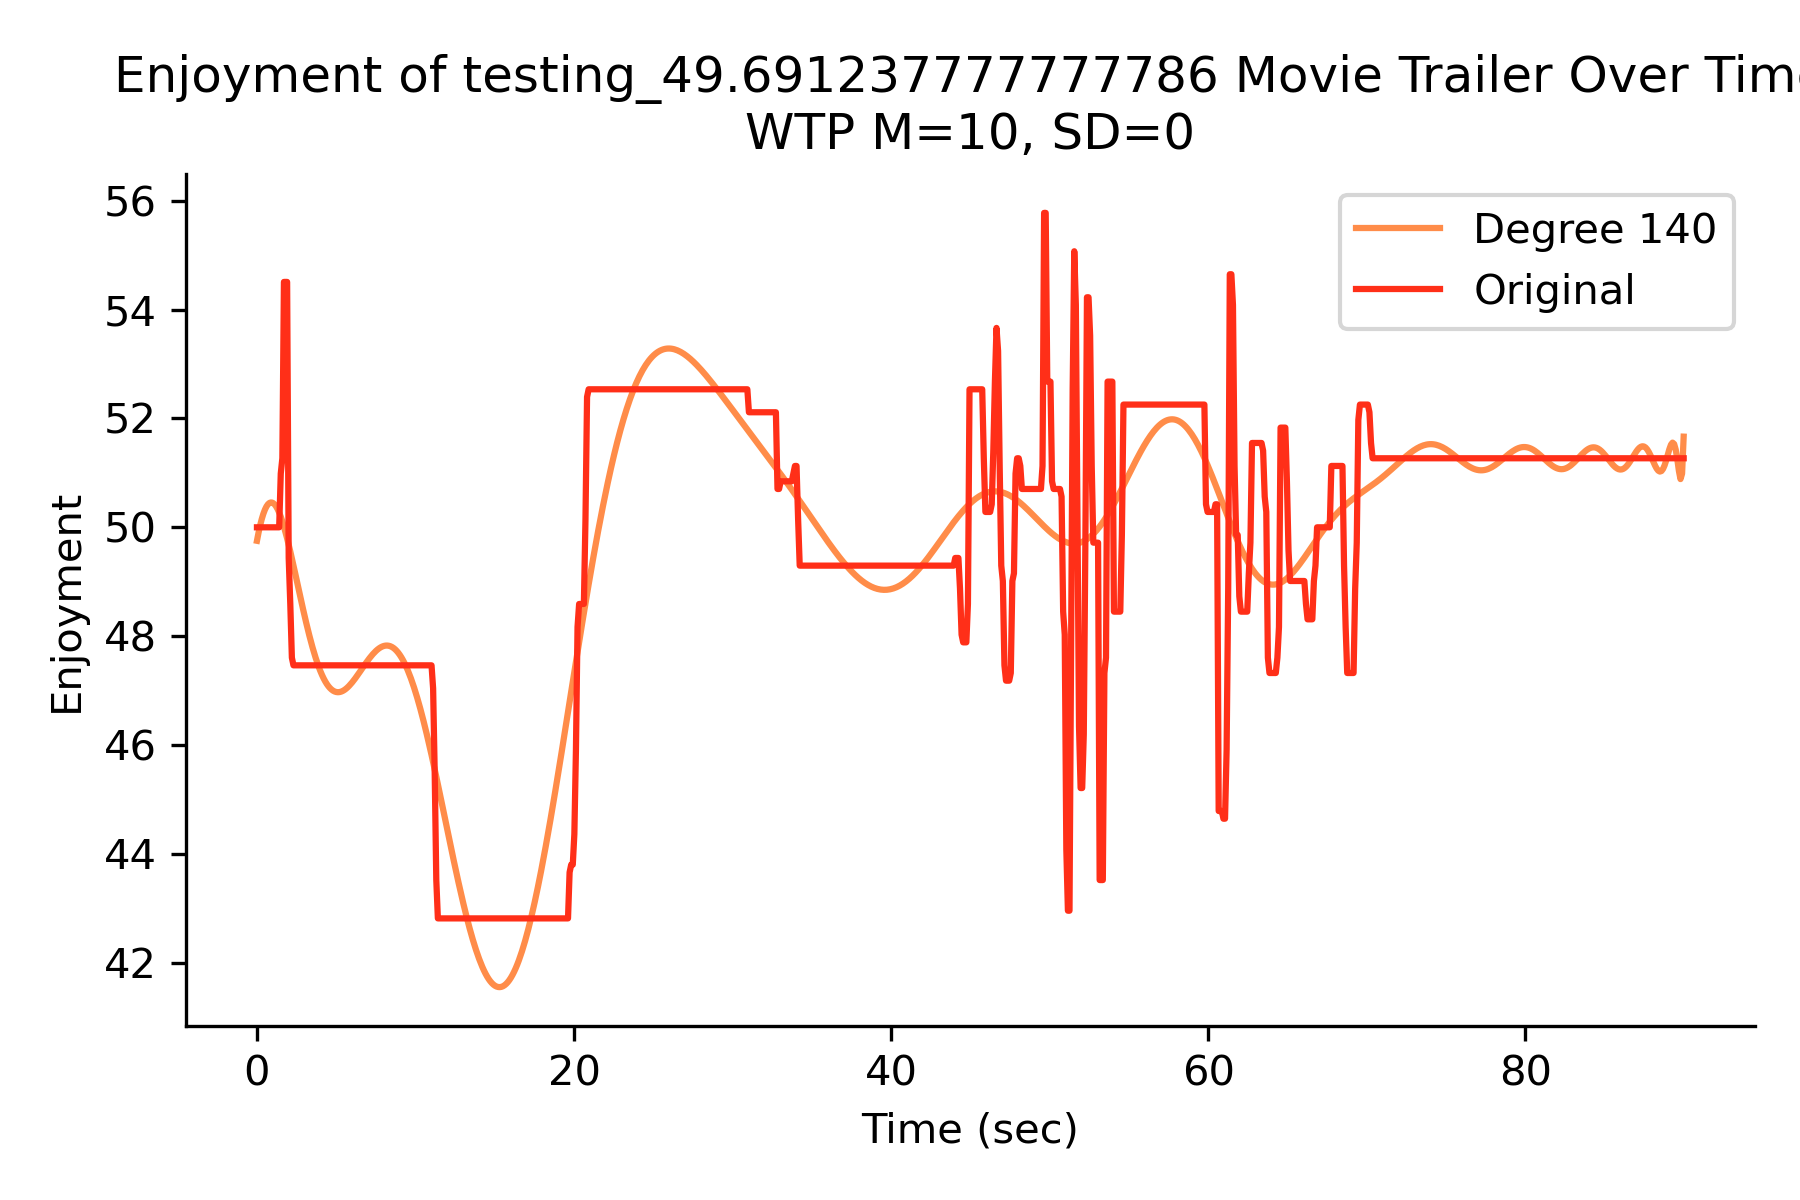 Enjoyment of testing_49.691237777777786 Movie Trailer Over Time
WTP M=10, SD=0
56
54
52
50
48
46
44
42
Enjoyment
Degree 140
Original
0
20
40
60
80
Time (sec)